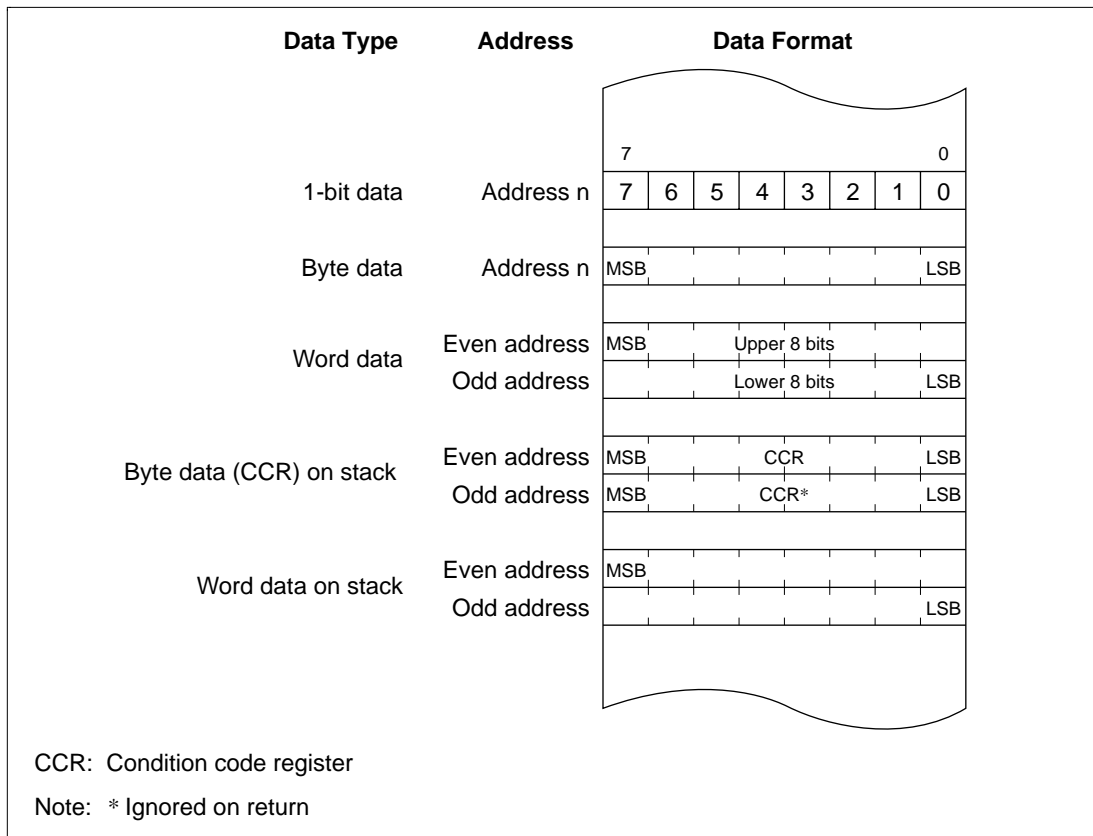 Data Type Address Data Format
7 0
1-bit data Address n 7 6 5 4 3 2 1 0
Byte data Address n MSB LSB
Even address MSB Upper 8 bits
Word data
Odd address Lower 8 bits LSB
Even address MSB CCR LSB
Byte data (CCR) on stack
Odd address MSB CCR* LSB
Even address MSB
Word data on stack
Odd address LSB
CCR: Condition code register
Note: * Ignored on return